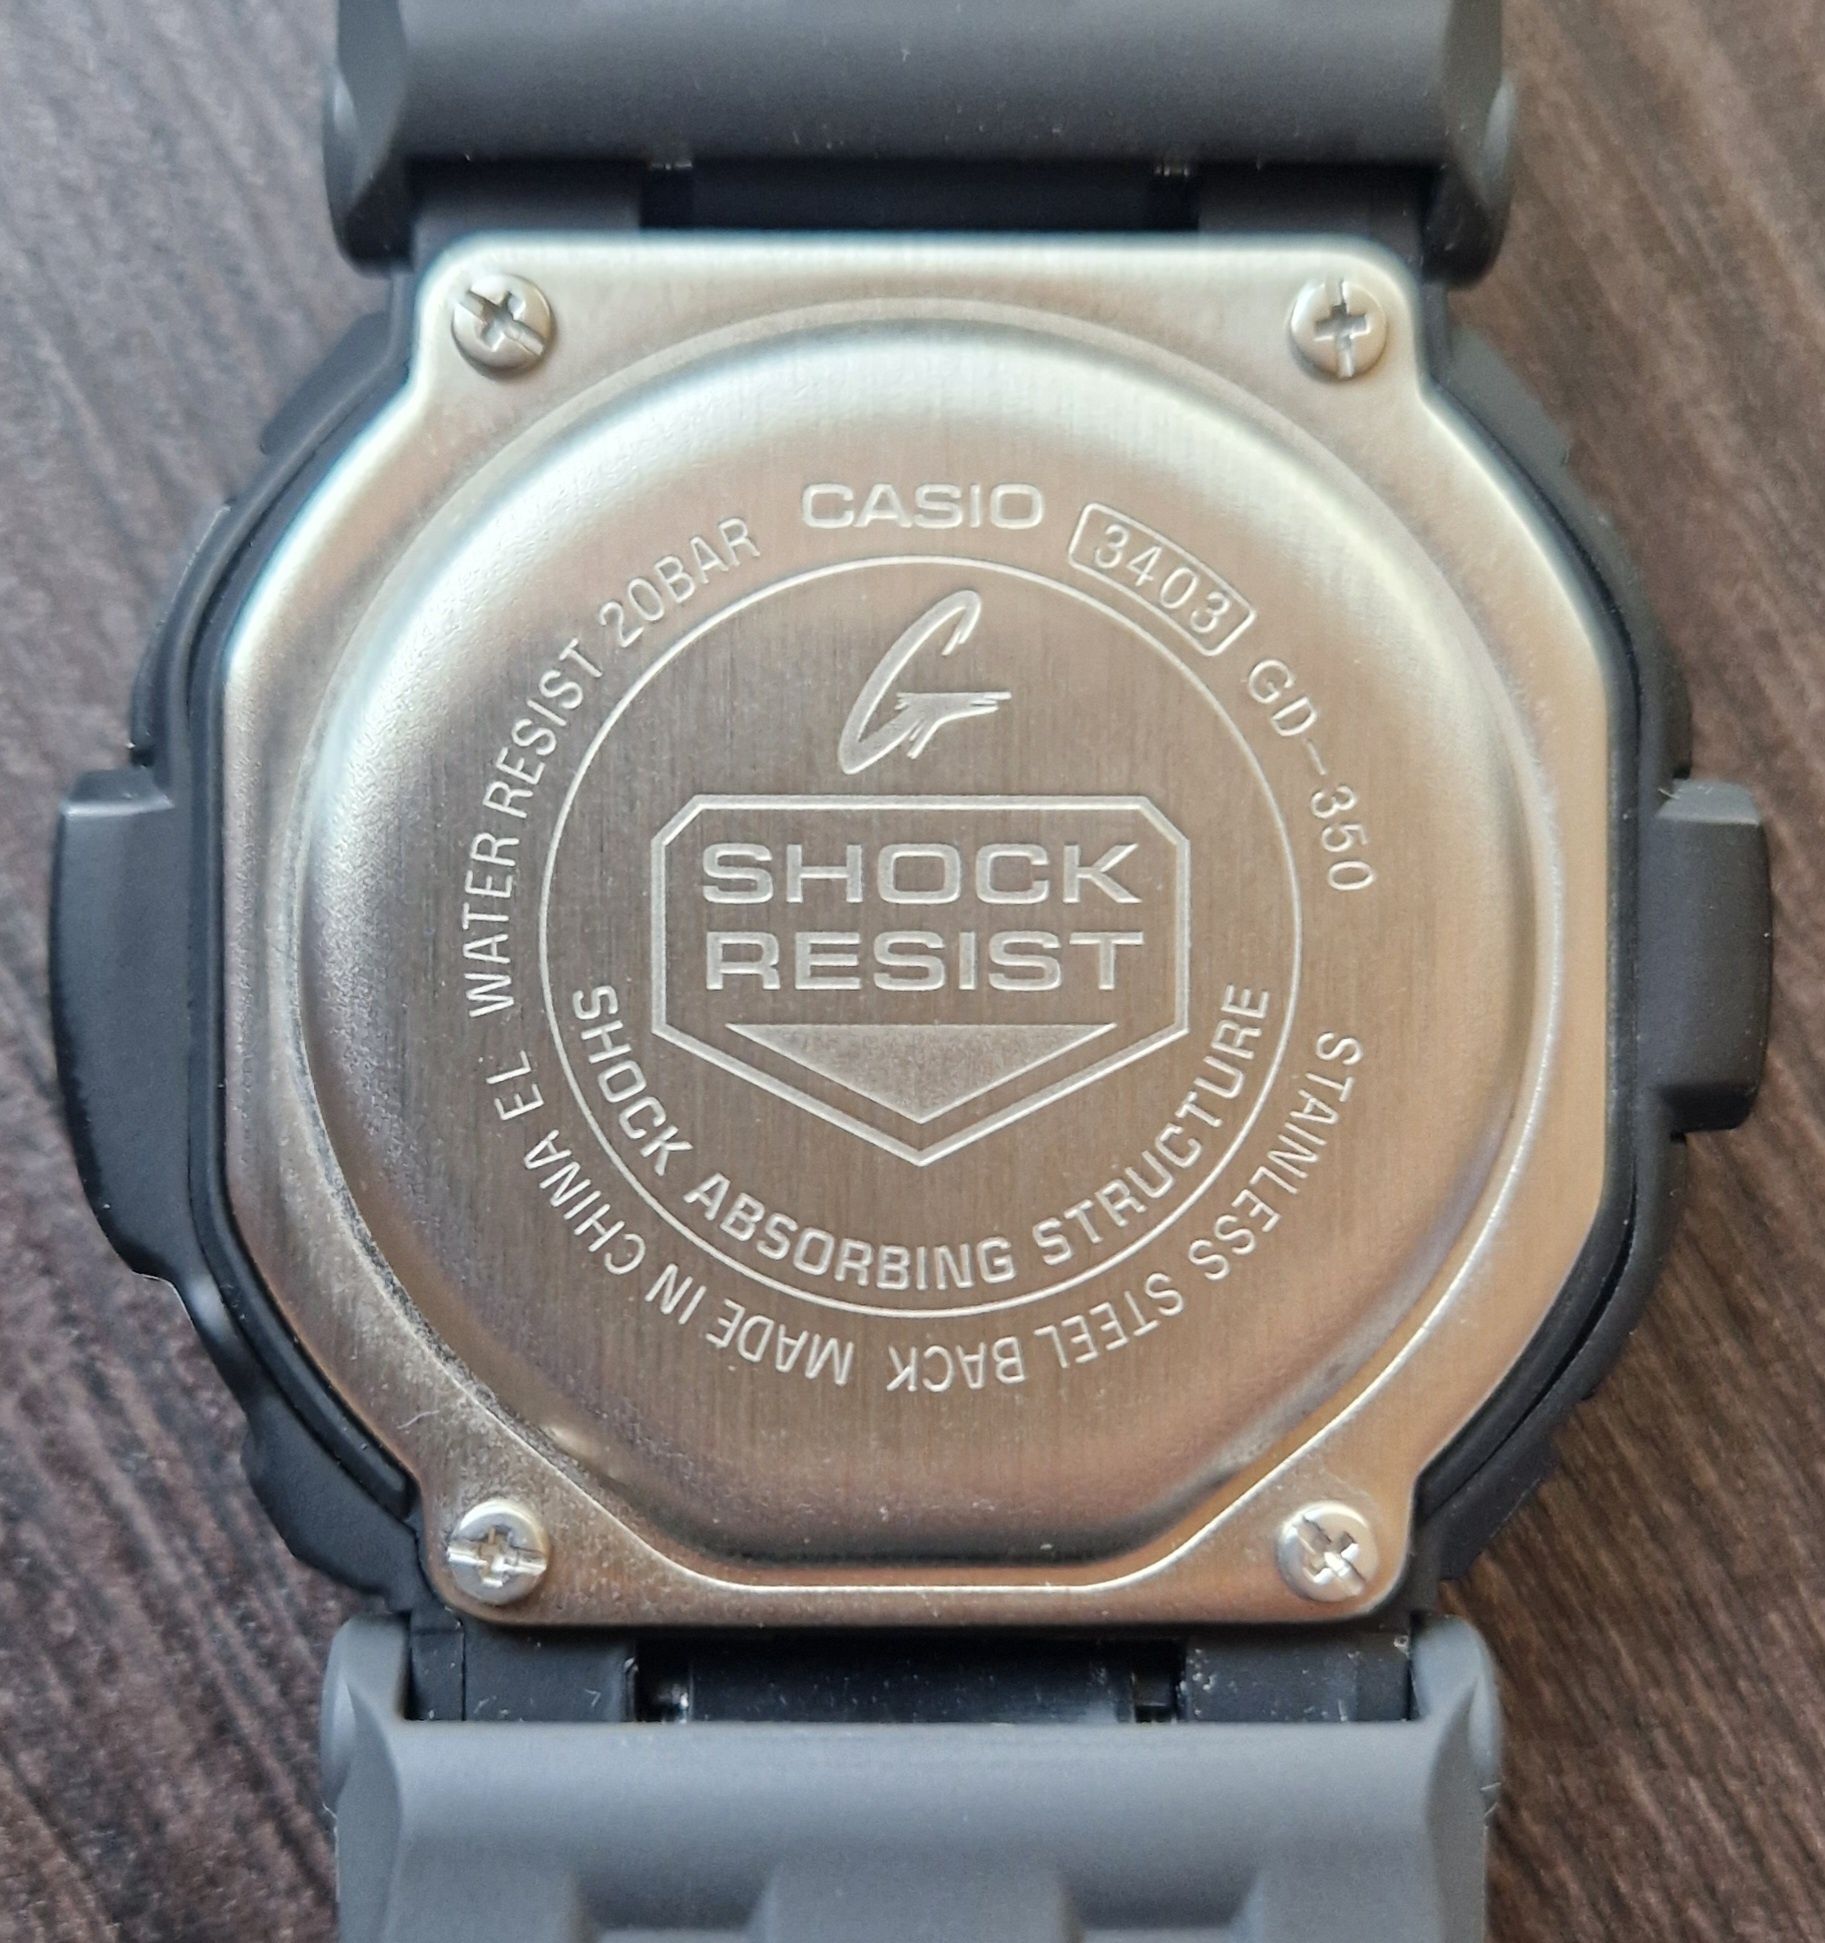 CASIO
3403
GD-350
STAINLESS STEEL BACK
MADE IN CHINA EL
WATER RESIST 20BAR
G
SHOCK
RESIST
SHOCK ABSORBING STRUCTURE